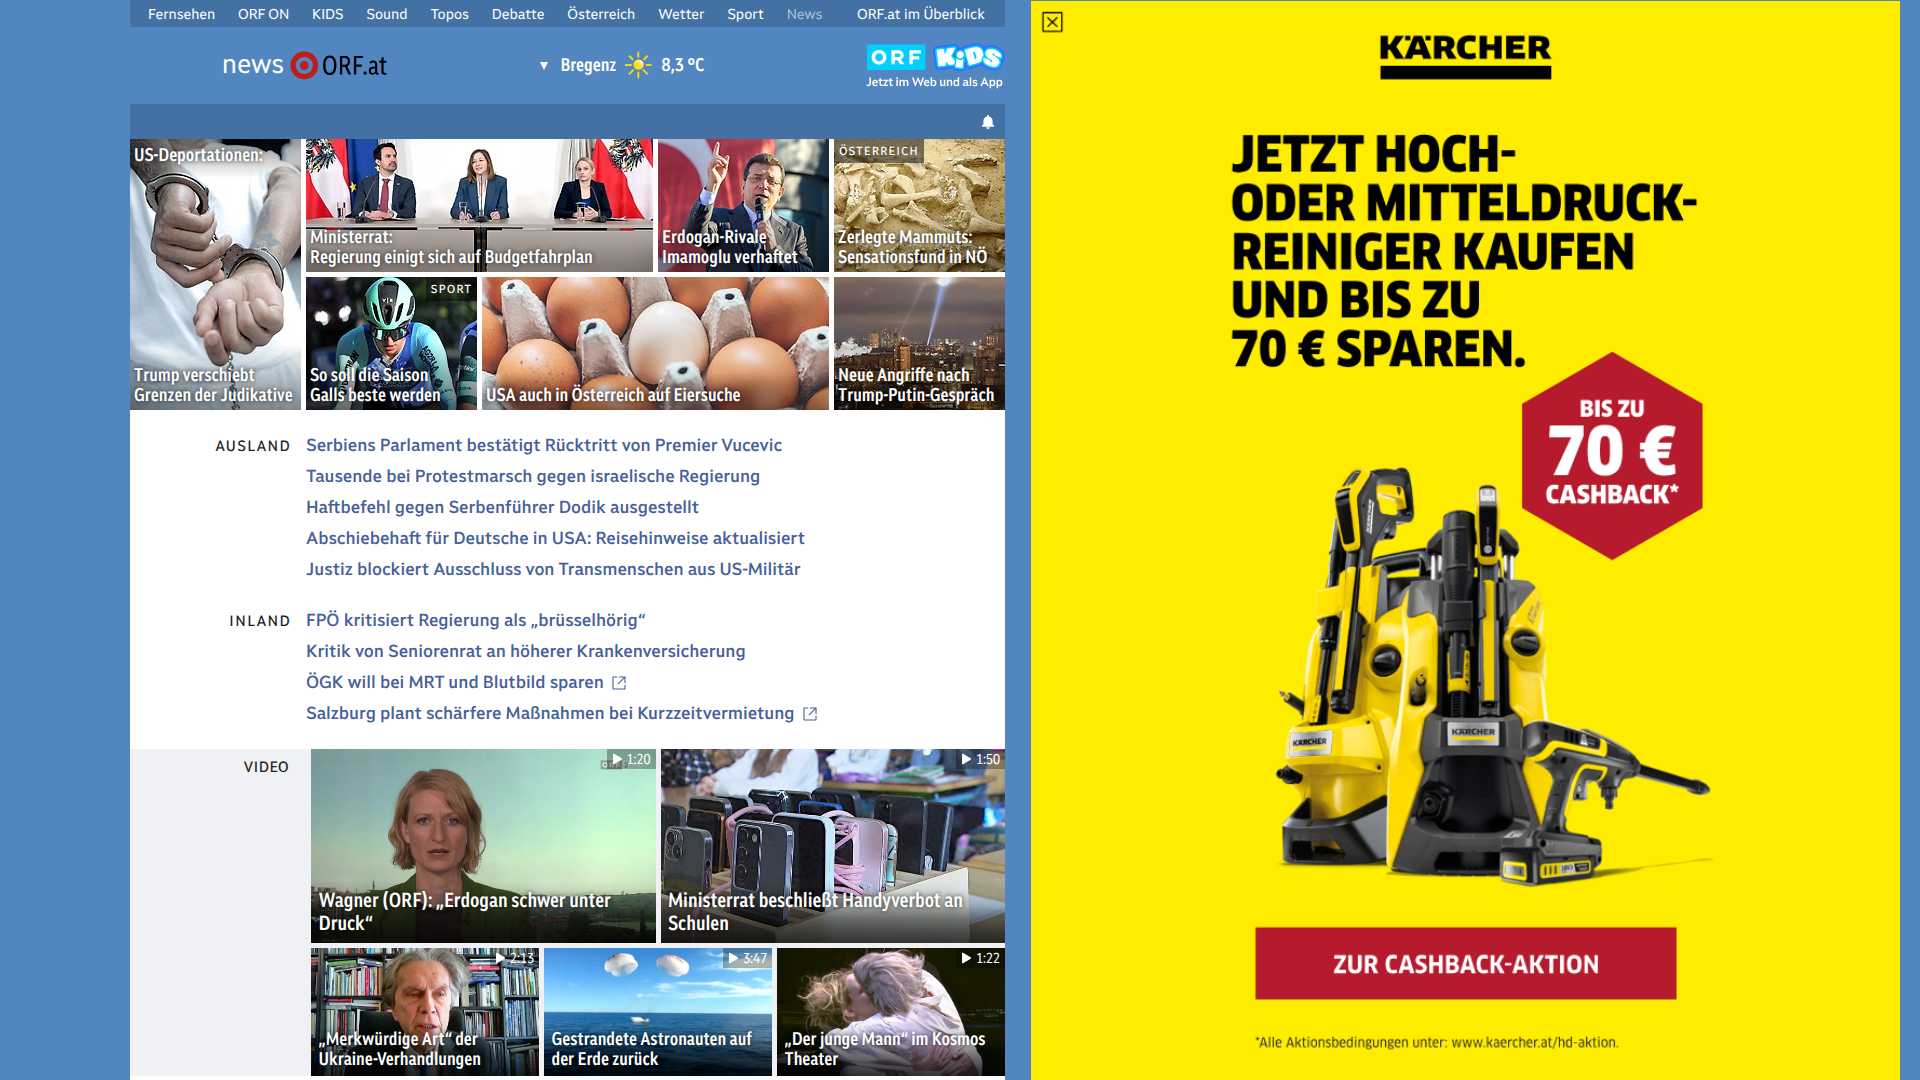 Fernsehen ORF ON KIDS Sound Topos Debatte Österreich Wetter Sport News ORF.at im Überblick
news ORF.at
▼ Bregenz 8,3 °C
ORF KiDS
Jetzt im Web und als App
US-Deportationen:
Trump verschiebt
Grenzen der Judikative
Ministerrat:
Regierung einigt sich auf Budgetfahrplan
Erdogan-Rivale
Imamoglu verhaftet
ÖSTERREICH
Zerlegte Mammuts:
Sensationsfund in NÖ
SPORT
So soll die Saison
Galls beste werden
USA auch in Österreich auf Eiersuche
Neue Angriffe nach
Trump-Putin-Gespräch
AUSLAND
Serbiens Parlament bestätigt Rücktritt von Premier Vucevic
Tausende bei Protestmarsch gegen israelische Regierung
Haftbefehl gegen Serbenführer Dodik ausgestellt
Abschiebehaft für Deutsche in USA: Reisehinweise aktualisiert
Justiz blockiert Ausschluss von Transmenschen aus US-Militär
INLAND
FPÖ kritisiert Regierung als „brüsselhörig“
Kritik von Seniorenrat an höherer Krankenversicherung
ÖGK will bei MRT und Blutbild sparen
Salzburg plant schärfere Maßnahmen bei Kurzzeitvermietung
VIDEO
1:20
Wagner (ORF): „Erdogan schwer unter
Druck“
1:50
Ministerrat beschließt Handyverbot an
Schulen
2:13
„Merkwürdige Art“ der
Ukraine-Verhandlungen
3:47
Gestrandete Astronauten auf
der Erde zurück
1:22
„Der junge Mann“ im Kosmos
Theater
KÄRCHER
JETZT HOCH-
ODER MITTELDRUCK-
REINIGER KAUFEN
UND BIS ZU
70 € SPAREN.
BIS ZU
70 €
CASHBACK*
KÄRCHER
KÄRCHER
ZUR CASHBACK-AKTION
*Alle Aktionsbedingungen unter: www.kaercher.at/hd-aktion.